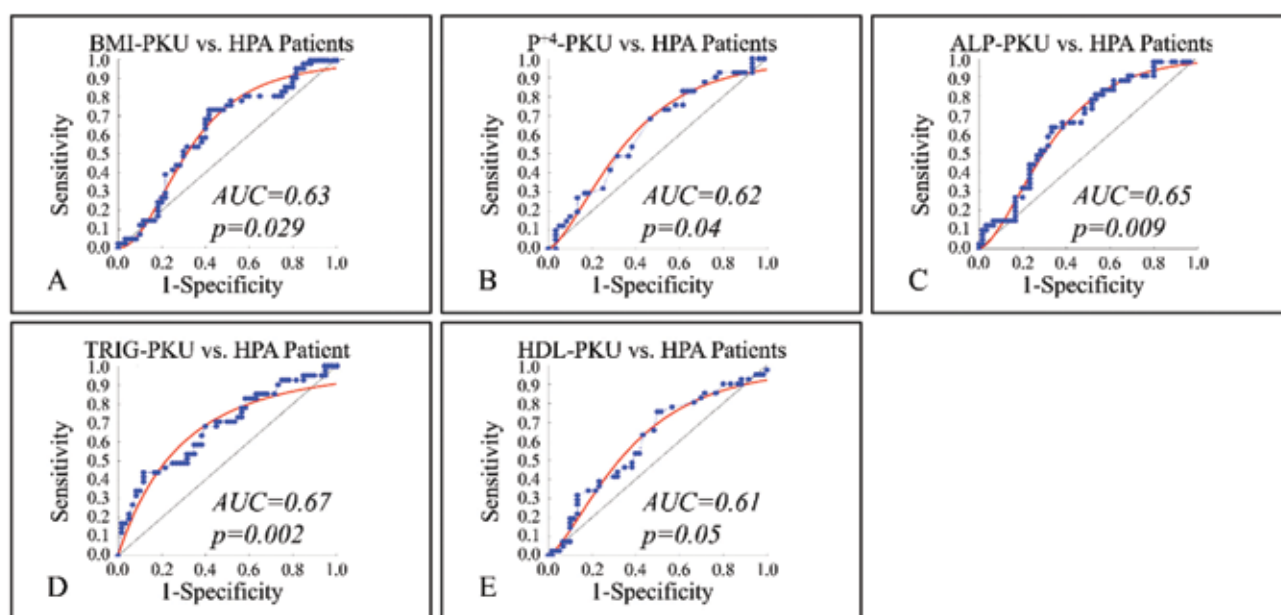 BMI-PKU vs. HPA Patients
Sensitivity
1.0
0.9
0.8
0.7
0.6
0.5
0.4
0.3
0.2
0.1
0.0
AUC=0.63
p=0.029
0.0 0.2 0.4 0.6 0.8 1.0
1-Specificity
A
P⁺⁴-PKU vs. HPA Patients
Sensitivity
1.0
0.9
0.8
0.7
0.6
0.5
0.4
0.3
0.2
0.1
0.0
AUC=0.62
p=0.04
0.0 0.2 0.4 0.6 0.8 1.0
1-Specificity
B
ALP-PKU vs. HPA Patients
Sensitivity
1.0
0.9
0.8
0.7
0.6
0.5
0.4
0.3
0.2
0.1
0.0
AUC=0.65
p=0.009
0.0 0.2 0.4 0.6 0.8 1.0
1-Specificity
C
TRIG-PKU vs. HPA Patient
Sensitivity
1.0
0.9
0.8
0.7
0.6
0.5
0.4
0.3
0.2
0.1
0.0
AUC=0.67
p=0.002
0.0 0.2 0.4 0.6 0.8 1.0
1-Specificity
D
HDL-PKU vs. HPA Patients
Sensitivity
1.0
0.9
0.8
0.7
0.6
0.5
0.4
0.3
0.2
0.1
0.0
AUC=0.61
p=0.05
0.0 0.2 0.4 0.6 0.8 1.0
1-Specificity
E